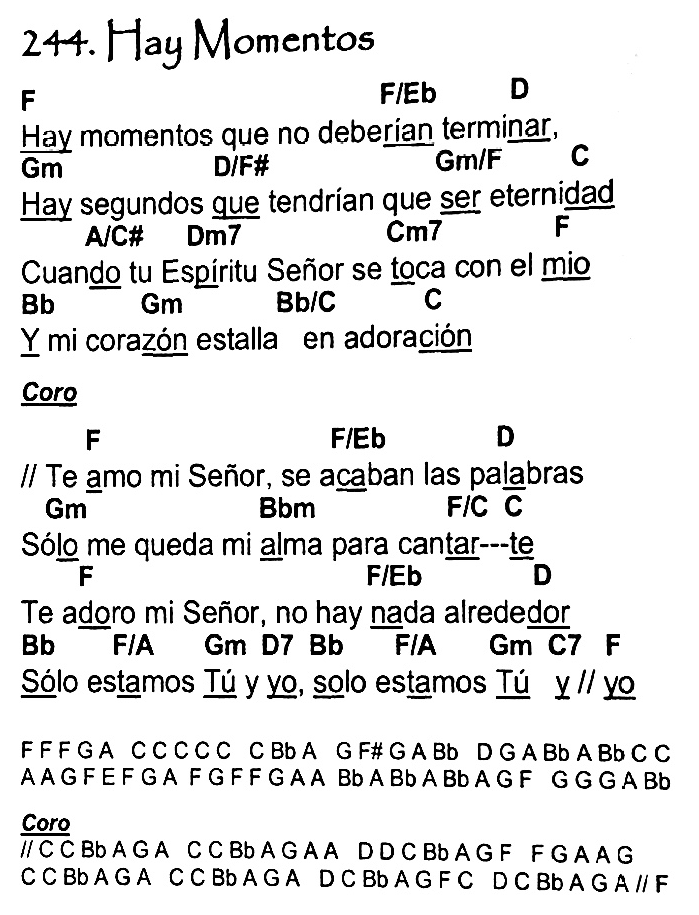 244. Hay Momentos
F F/Eb D
Hay momentos que no deberían terminar,
Gm D/F# Gm/F C
Hay segundos que tendrían que ser eternidad
A/C# Dm7 Cm7 F
Cuando tu Espíritu Señor se toca con el mio
Bb Gm Bb/C C
Y mi corazón estalla en adoración
Coro
F F/Eb D
// Te amo mi Señor, se acaban las palabras
Gm Bbm F/C C
Sólo me queda mi alma para cantar---te
F F/Eb D
Te adoro mi Señor, no hay nada alrededor
Bb F/A Gm D7 Bb F/A Gm C7 F
Sólo estamos Tú y yo, solo estamos Tú y // yo
F F F G A C C C C C C Bb A G F# G A Bb D G A Bb A Bb C C
A A G F E F G A F G F F G A A Bb A Bb A Bb A G F G G G A Bb
Coro
// C C Bb A G A C C Bb A G A A D D C Bb A G F F G A A G
C C Bb A G A C C Bb A G A D C Bb A G F C D C Bb A G A // F